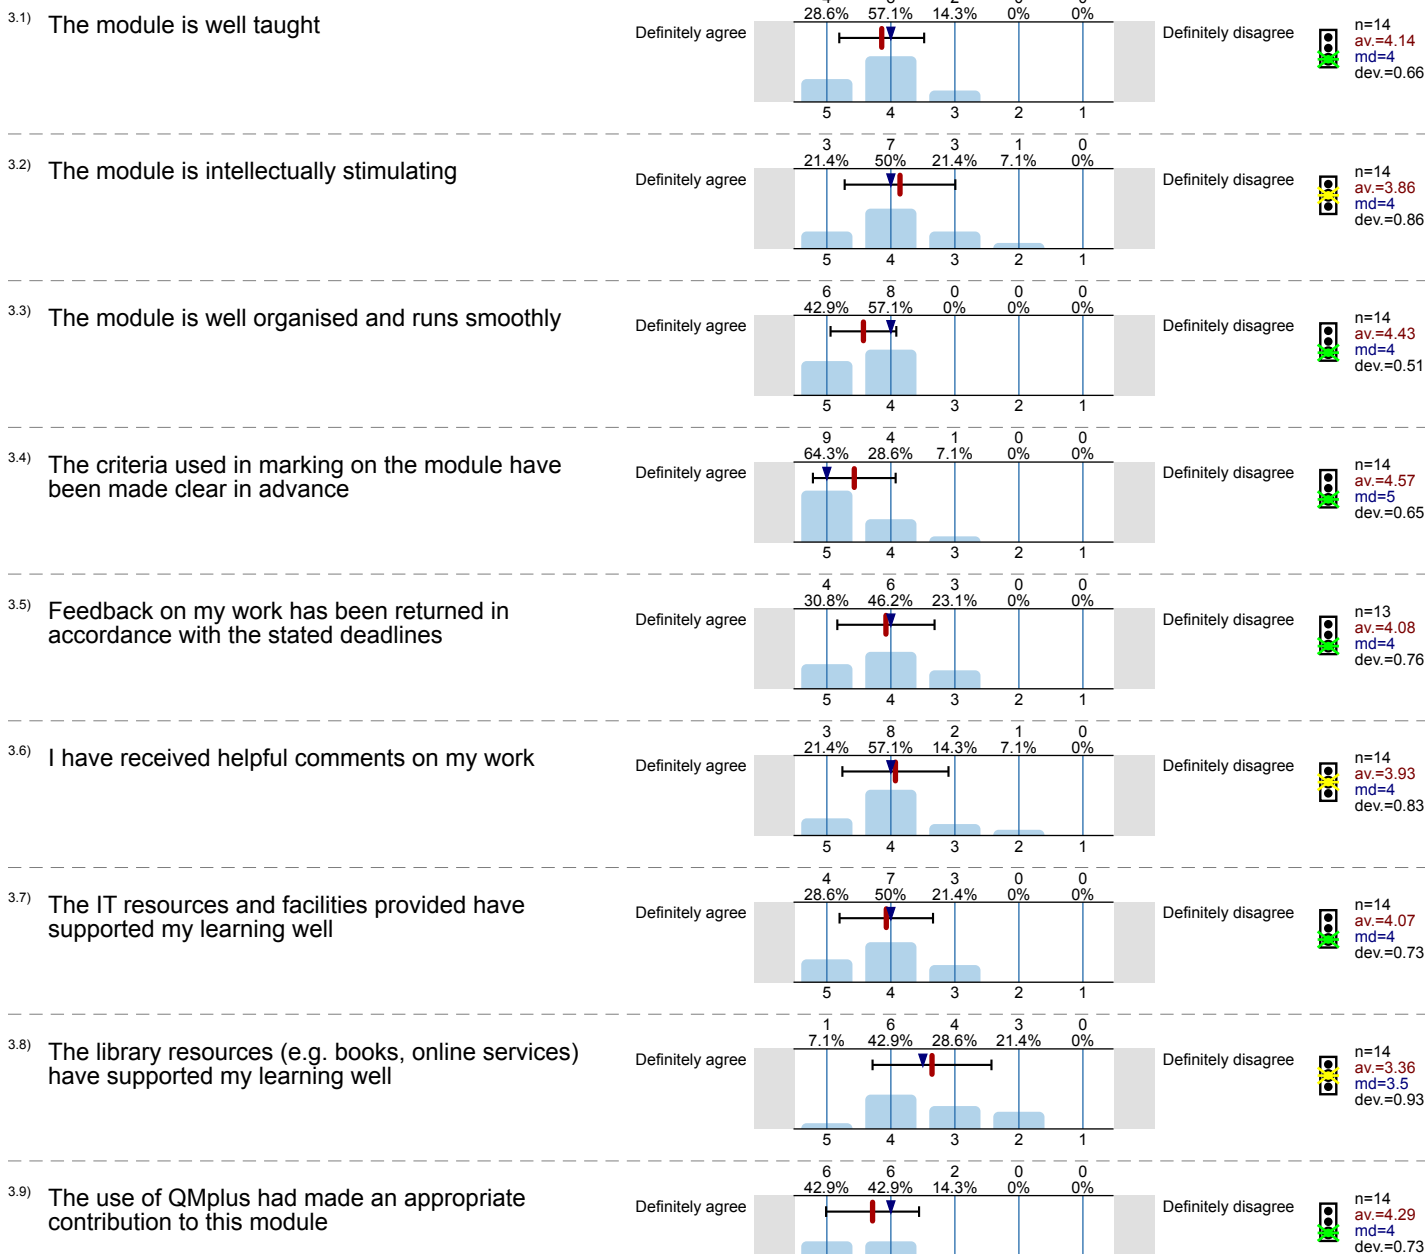 28.6% 57.1% 14.3% 0% 0%
3.1) The module is well taught
Definitely agree Definitely disagree
n=14
av.=4.14
md=4
dev.=0.66
5 4 3 2 1
3 7 3 1 0
21.4% 50% 21.4% 7.1% 0%
3.2) The module is intellectually stimulating
Definitely agree Definitely disagree
n=14
av.=3.86
md=4
dev.=0.86
5 4 3 2 1
6 8 0 0 0
42.9% 57.1% 0% 0% 0%
3.3) The module is well organised and runs smoothly
Definitely agree Definitely disagree
n=14
av.=4.43
md=4
dev.=0.51
5 4 3 2 1
9 4 1 0 0
64.3% 28.6% 7.1% 0% 0%
3.4) The criteria used in marking on the module have
been made clear in advance
Definitely agree Definitely disagree
n=14
av.=4.57
md=5
dev.=0.65
5 4 3 2 1
4 6 3 0 0
30.8% 46.2% 23.1% 0% 0%
3.5) Feedback on my work has been returned in
accordance with the stated deadlines
Definitely agree Definitely disagree
n=13
av.=4.08
md=4
dev.=0.76
5 4 3 2 1
3 8 2 1 0
21.4% 57.1% 14.3% 7.1% 0%
3.6) I have received helpful comments on my work
Definitely agree Definitely disagree
n=14
av.=3.93
md=4
dev.=0.83
5 4 3 2 1
4 7 3 0 0
28.6% 50% 21.4% 0% 0%
3.7) The IT resources and facilities provided have
supported my learning well
Definitely agree Definitely disagree
n=14
av.=4.07
md=4
dev.=0.73
5 4 3 2 1
1 6 4 3 0
7.1% 42.9% 28.6% 21.4% 0%
3.8) The library resources (e.g. books, online services)
have supported my learning well
Definitely agree Definitely disagree
n=14
av.=3.36
md=3.5
dev.=0.93
5 4 3 2 1
6 6 2 0 0
42.9% 42.9% 14.3% 0% 0%
3.9) The use of QMplus had made an appropriate
contribution to this module
Definitely agree Definitely disagree
n=14
av.=4.29
md=4
dev.=0.73